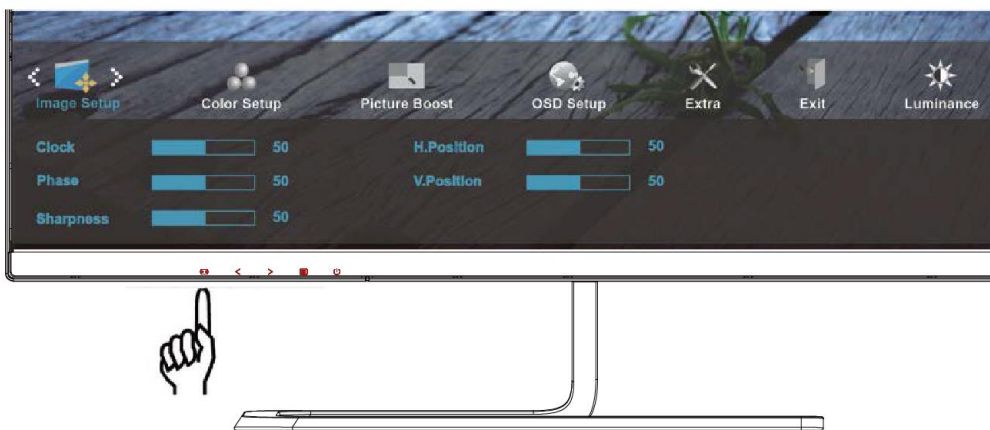 Image Setup Color Setup Picture Boost OSD Setup Extra Exit Luminance
Clock 50 H.Position 50
Phase 50 V.Position 50
Sharpness 50